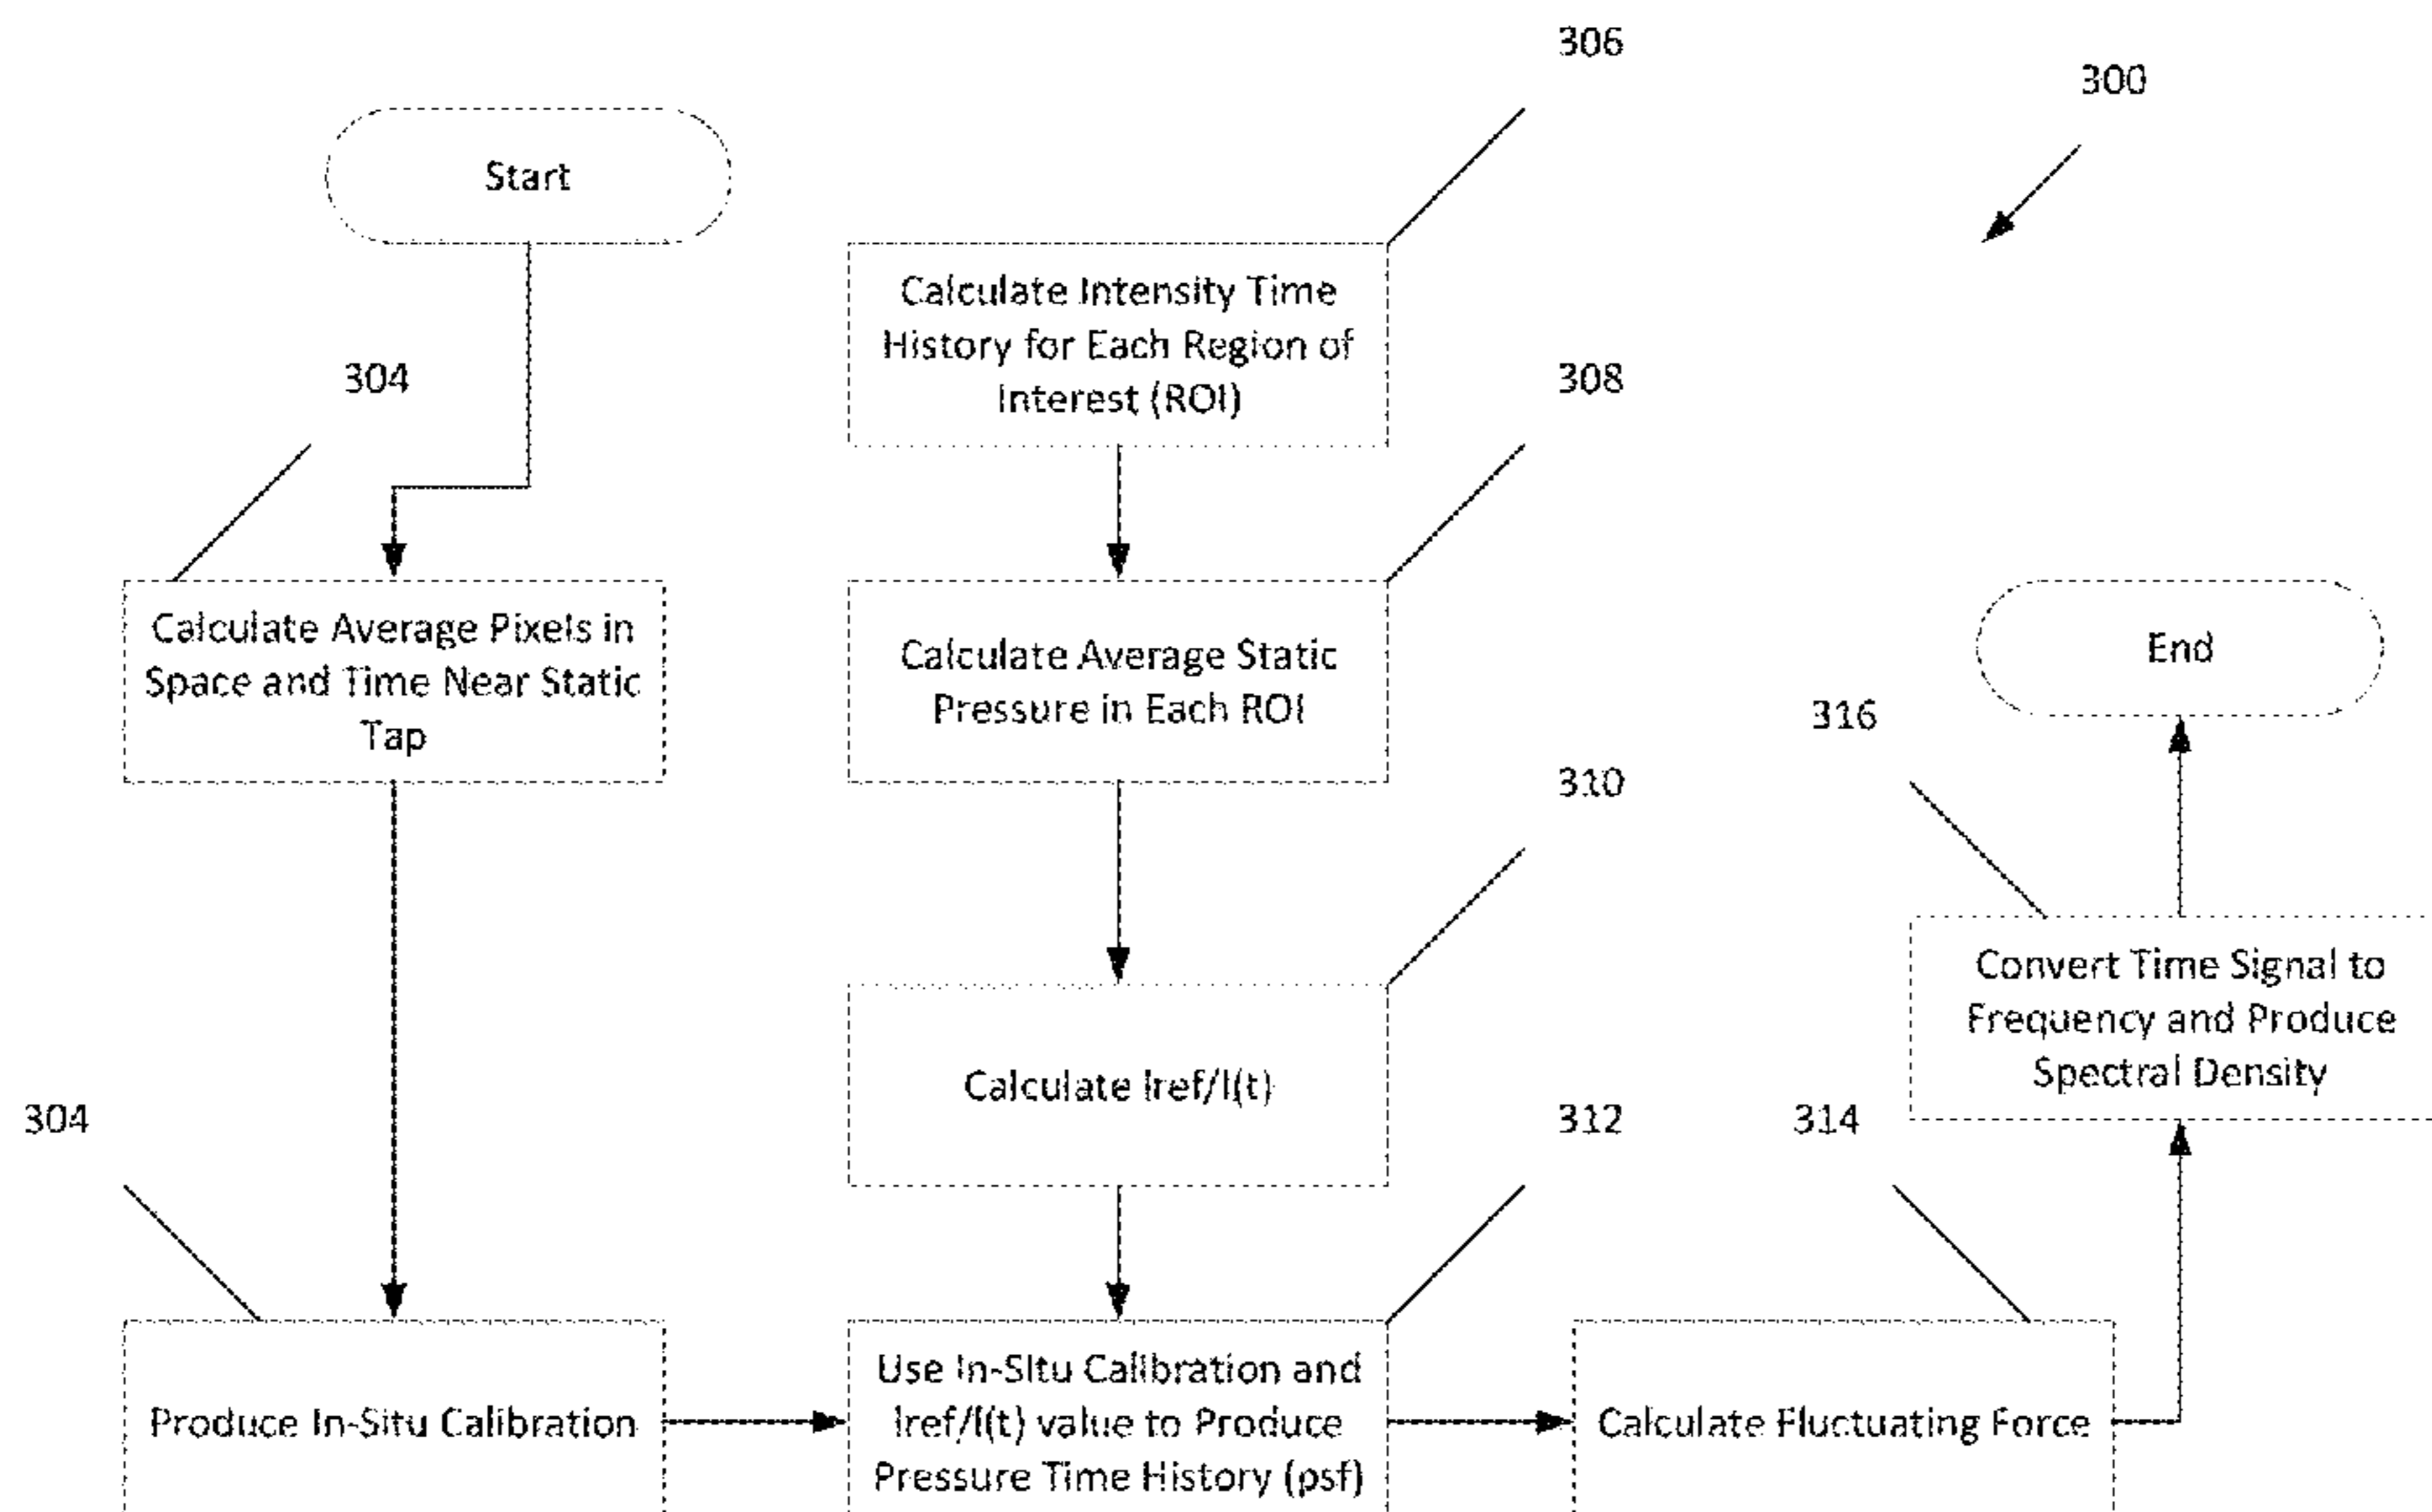 306
300
Start
Calculate Intensity Time
History for Each Region of
Interest (ROI)
304
308
Calculate Average Pixels in
Space and Time Near Static
Tap
Calculate Average Static
Pressure in Each ROI
End
316
310
Convert Time Signal to
Frequency and Produce
Spectral Density
Calculate Iref/I(t)
304
312
314
Produce In-Situ Calibration
Use In-Situ Calibration and
Iref/I(t) value to Produce
Pressure Time History (psf)
Calculate Fluctuating Force